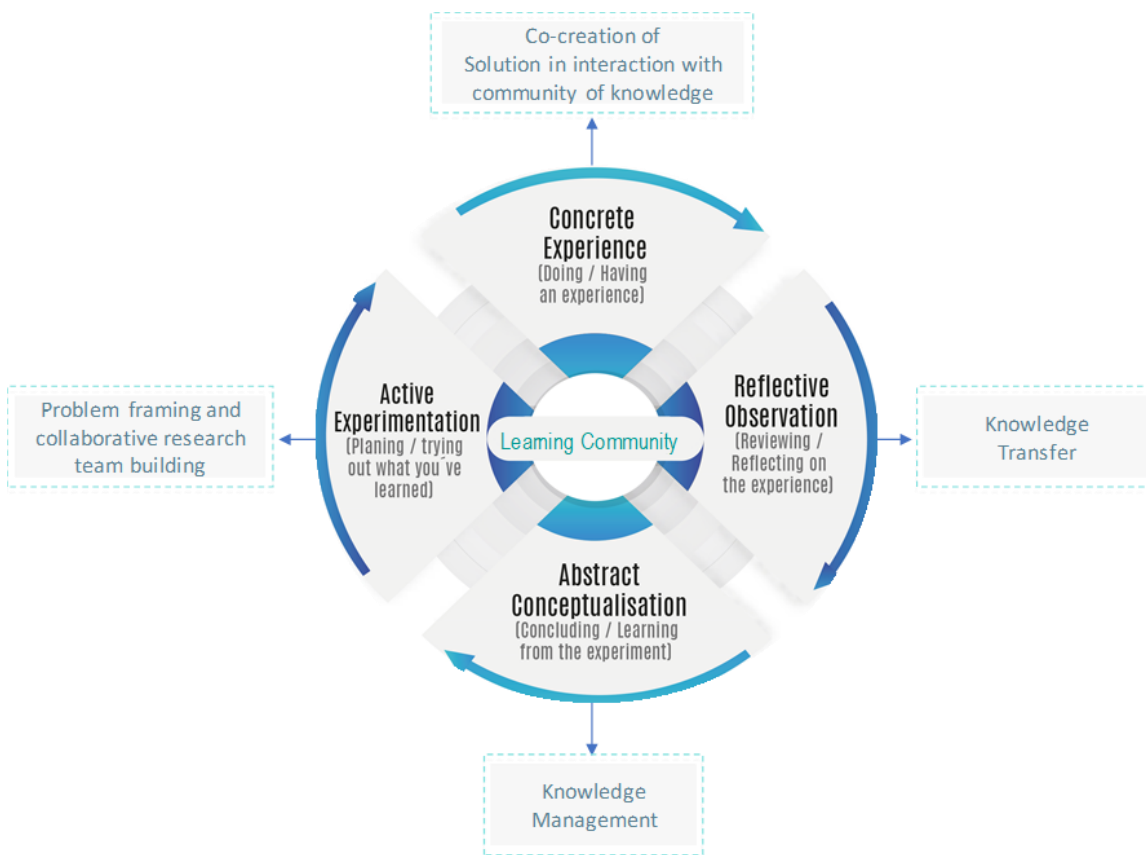 Co-creation of
Solution in interaction with
community of knowledge
Concrete
Experience
(Doing / Having
an experience)
Active
Experimentation
(Planing / trying
out what you´ve
learned)
Reflective
Observation
(Reviewing /
Reflecting on
the experience)
Problem framing and
collaborative research
team building
Learning Community
Knowledge
Transfer
Abstract
Conceptualisation
(Concluding / Learning
from the experiment)
Knowledge
Management